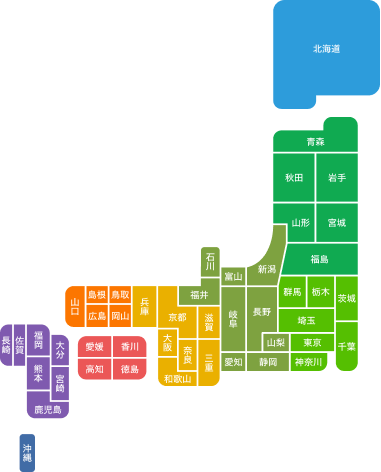 北海道
青森
秋田
岩手
山形
宮城
福島
石川
富山
新潟
福井
群馬
栃木
茨城
埼玉
千葉
東京
神奈川
山梨
長野
岐阜
静岡
愛知
滋賀
京都
兵庫
大阪
奈良
三重
和歌山
鳥取
島根
岡山
広島
山口
香川
愛媛
徳島
高知
福岡
佐賀
長崎
大分
熊本
宮崎
鹿児島
沖縄